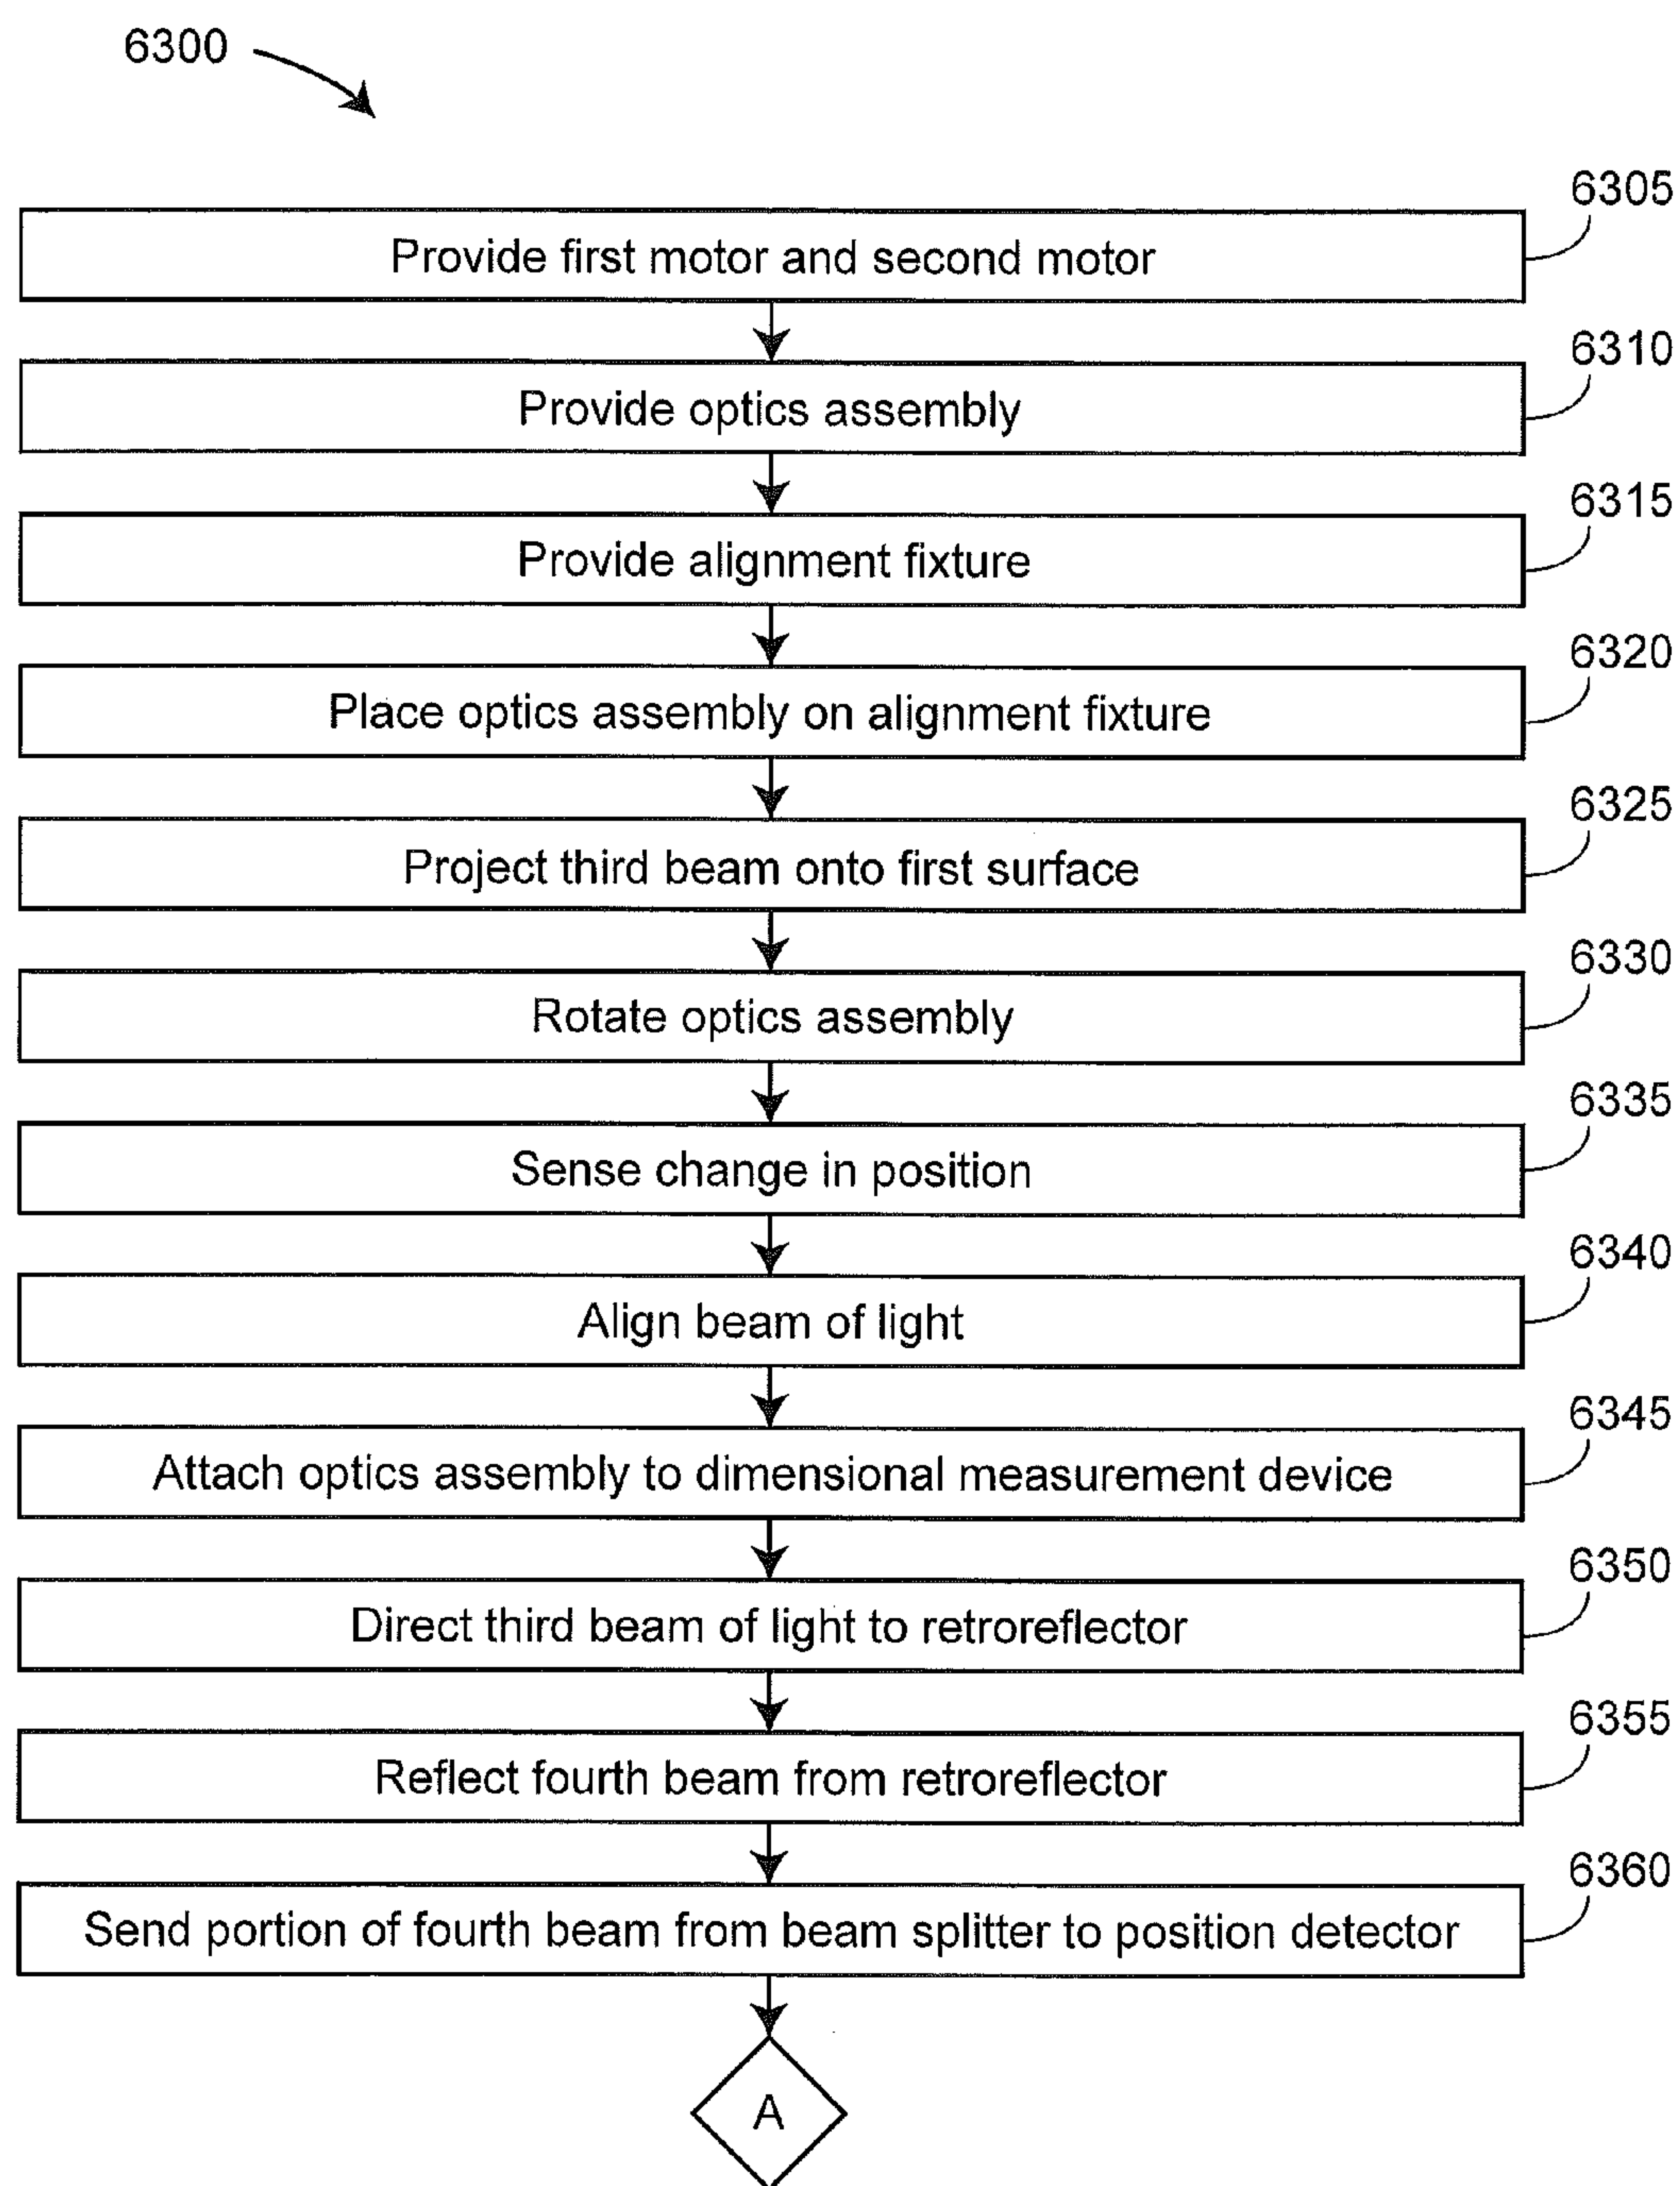 6300
6305
Provide first motor and second motor
6310
Provide optics assembly
6315
Provide alignment fixture
6320
Place optics assembly on alignment fixture
6325
Project third beam onto first surface
6330
Rotate optics assembly
6335
Sense change in position
6340
Align beam of light
6345
Attach optics assembly to dimensional measurement device
6350
Direct third beam of light to retroreflector
6355
Reflect fourth beam from retroreflector
6360
Send portion of fourth beam from beam splitter to position detector
A